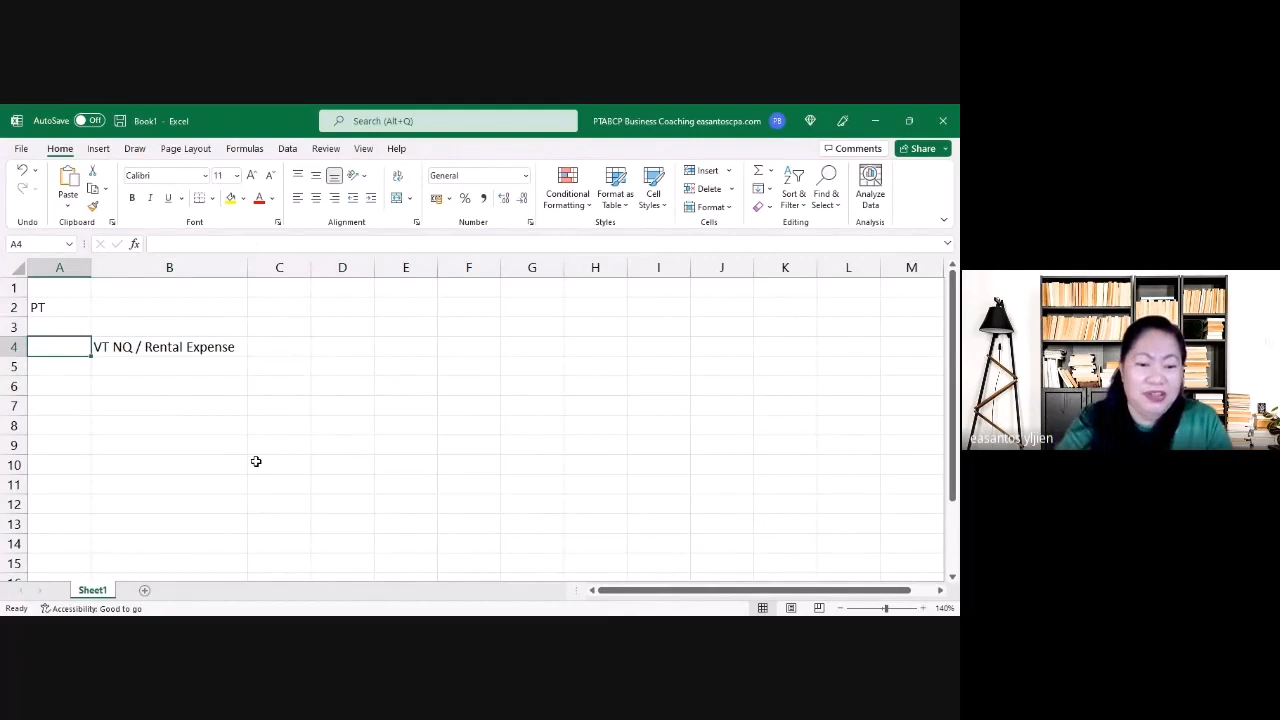 AutoSave Off Book1 - Excel Search (Alt+Q) PTABCP Business Coaching easantoscpa.com PB
File Home Insert Draw Page Layout Formulas Data Review View Help Comments Share
Calibri 11 General Insert
Paste Conditional Formatting Format as Table Cell Styles Delete Sort & Filter Find & Select Analyze Data
B I U Format
Undo Clipboard Font Alignment Number Styles Cells Editing Analysis
A4 fx
A B C D E F G H I J K L M
1
2 PT
3
4 VT NQ / Rental Expense
5
6
7
8
9
10
11
12
13
14
15
easantos yljien
Sheet1
Ready Accessibility: Good to go 140%